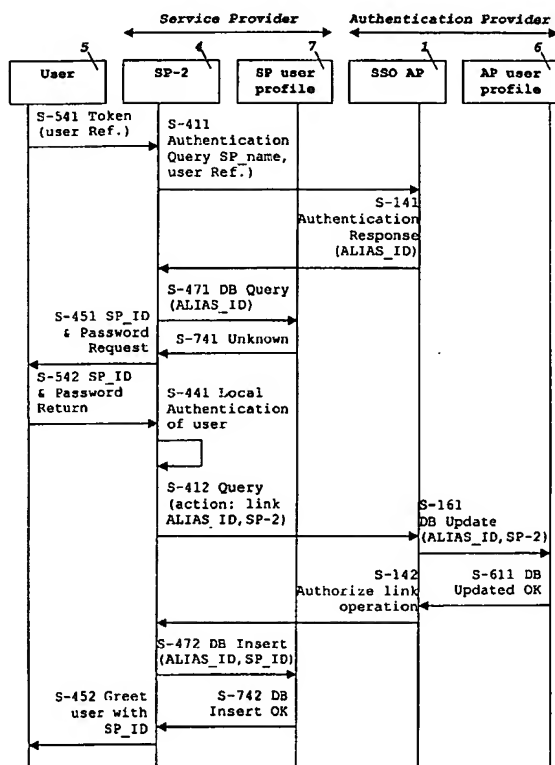 Service Provider
Authentication Provider
5
4
7
1
6
User
SP-2
SP user
profile
SSO AP
AP user
profile
S-541 Token
(user Ref.)
S-411
Authentication
Query SP_name,
user Ref.)
S-141
Authentication
Response
(ALIAS_ID)
S-471 DB Query
(ALIAS_ID)
S-451 SP_ID
& Password
Request
S-741 Unknown
S-542 SP_ID
& Password
Return
S-441 Local
Authentication
of user
S-412 Query
(action: link
ALIAS_ID,SP-2)
S-161
DB Update
(ALIAS_ID,SP-2)
S-142
Authorize link
operation
S-611 DB
Updated OK
S-472 DB Insert
(ALIAS_ID,SP_ID)
S-452 Greet
user with
SP_ID
S-742 DB
Insert OK